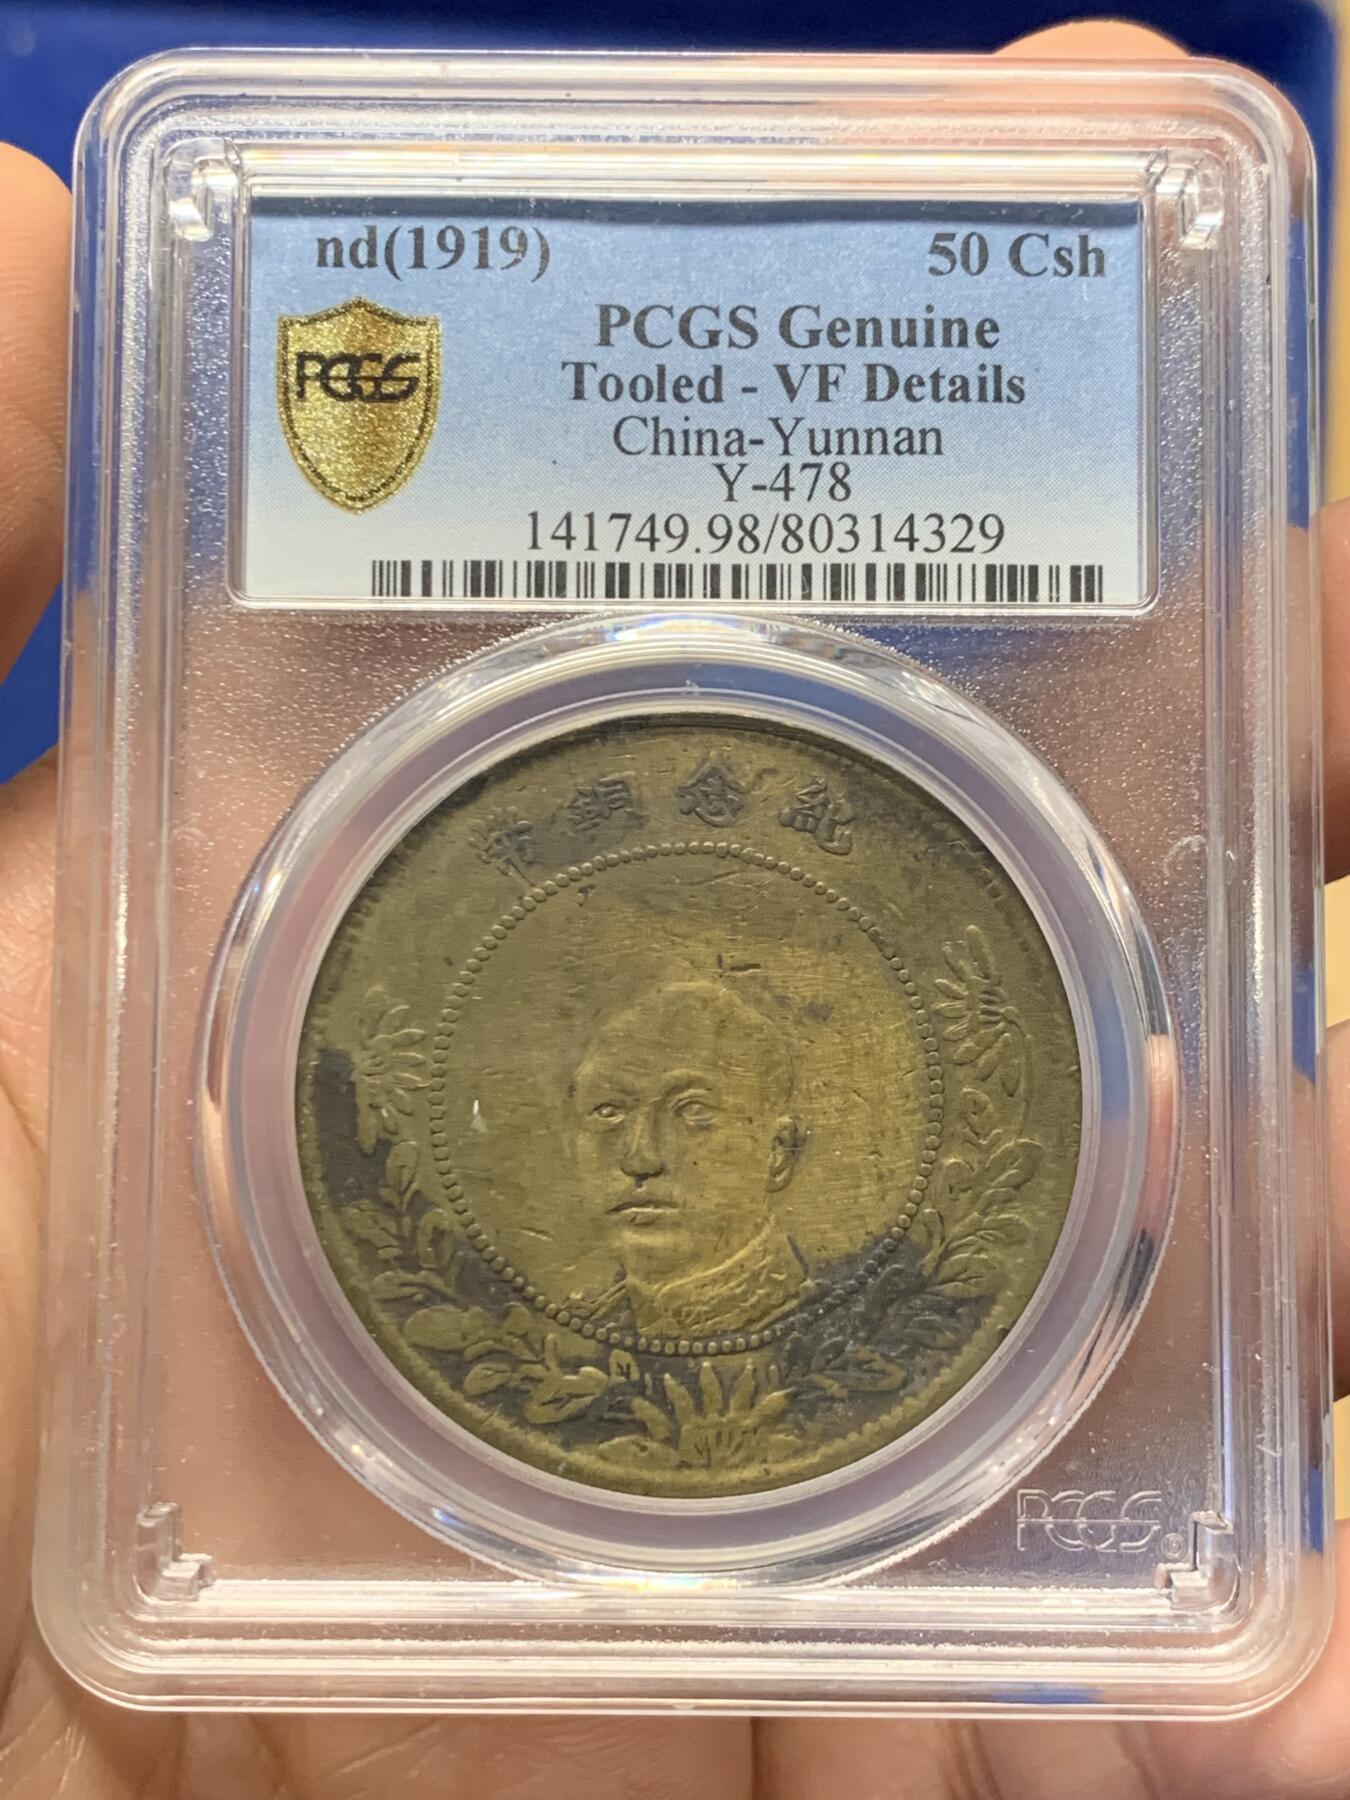 nd(1919) 50 Csh
PCGS Genuine
PCGS
Tooled - VF Details
China-Yunnan
Y-478
141749.98/80314329
幣銅念紀
PCGS